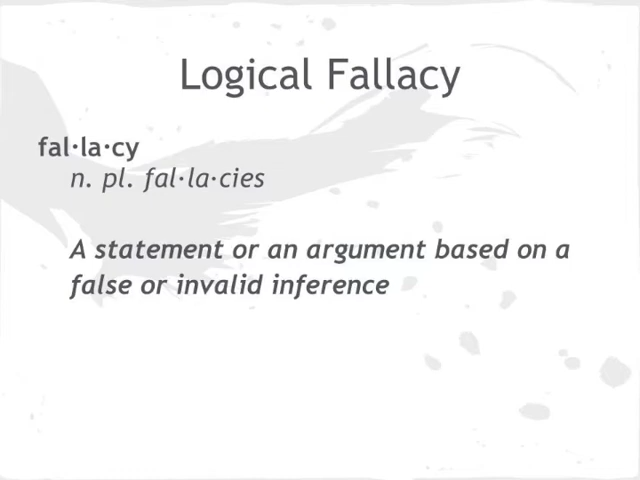 Logical Fallacy
fal·la·cy
n. pl. fal·la·cies
A statement or an argument based on a
false or invalid inference